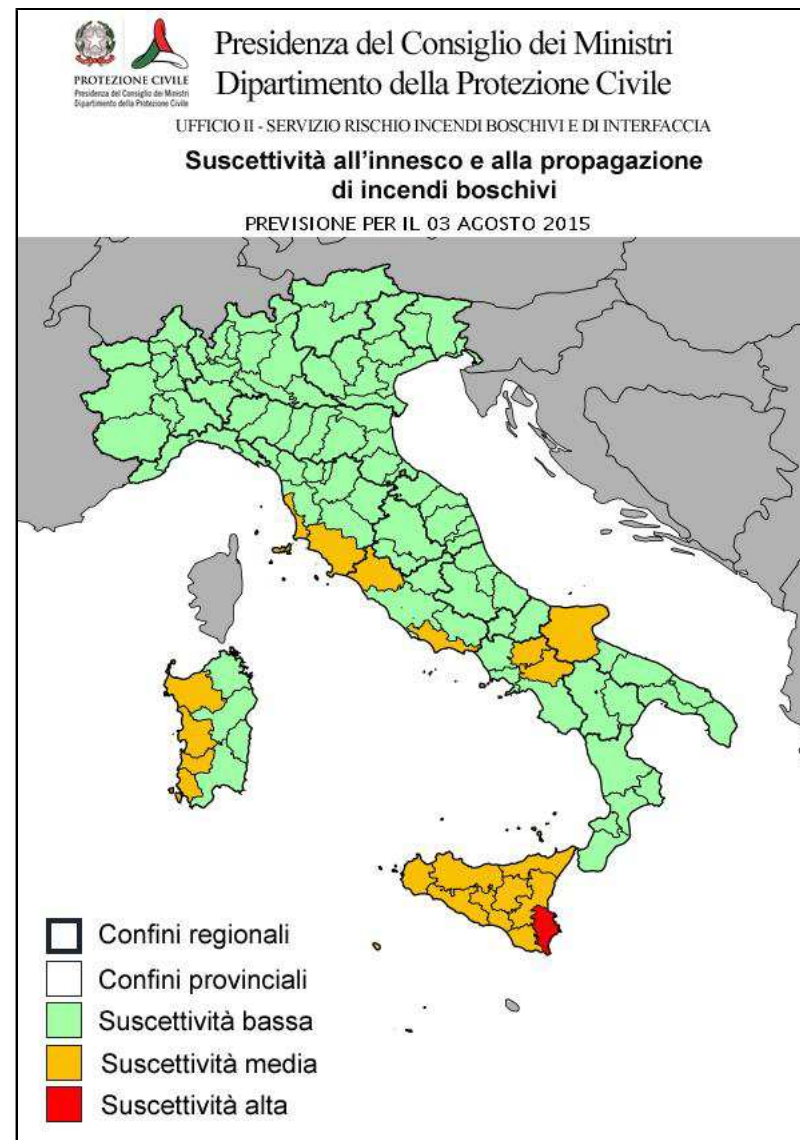 Presidenza del Consiglio dei Ministri
Dipartimento della Protezione Civile
PROTEZIONE CIVILE
Presidenza del Consiglio dei Ministri
Dipartimento della Protezione Civile
UFFICIO II - SERVIZIO RISCHIO INCENDI BOSCHIVI E DI INTERFACCIA
Suscettività all'innesco e alla propagazione
di incendi boschivi
PREVISIONE PER IL 03 AGOSTO 2015
Confini regionali
Confini provinciali
Suscettività bassa
Suscettività media
Suscettività alta